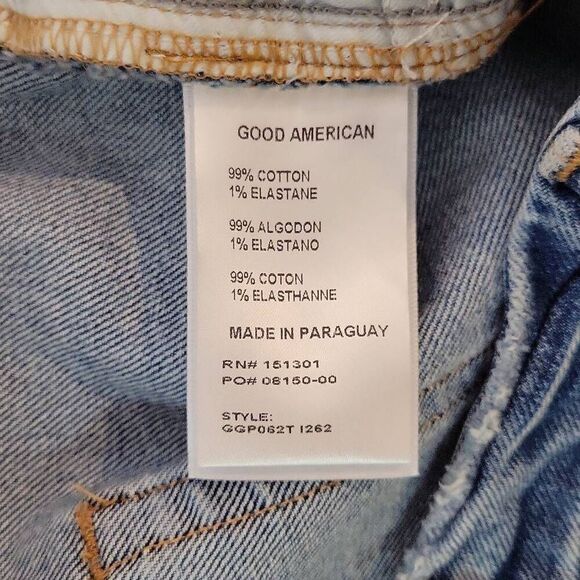 GOOD AMERICAN
99% COTTON
1% ELASTANE
99% ALGODON
1% ELASTANO
99% COTON
1% ELASTHANNE
MADE IN PARAGUAY
RN# 151301
PO# 08150-00
STYLE:
GGP062T I262